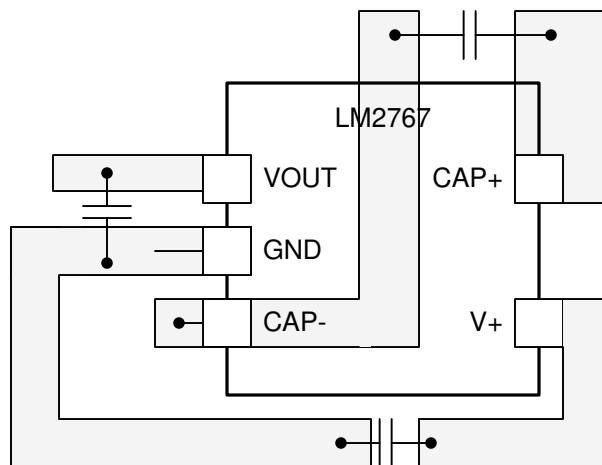 LM2767
VOUT
CAP+
GND
CAP-
V+